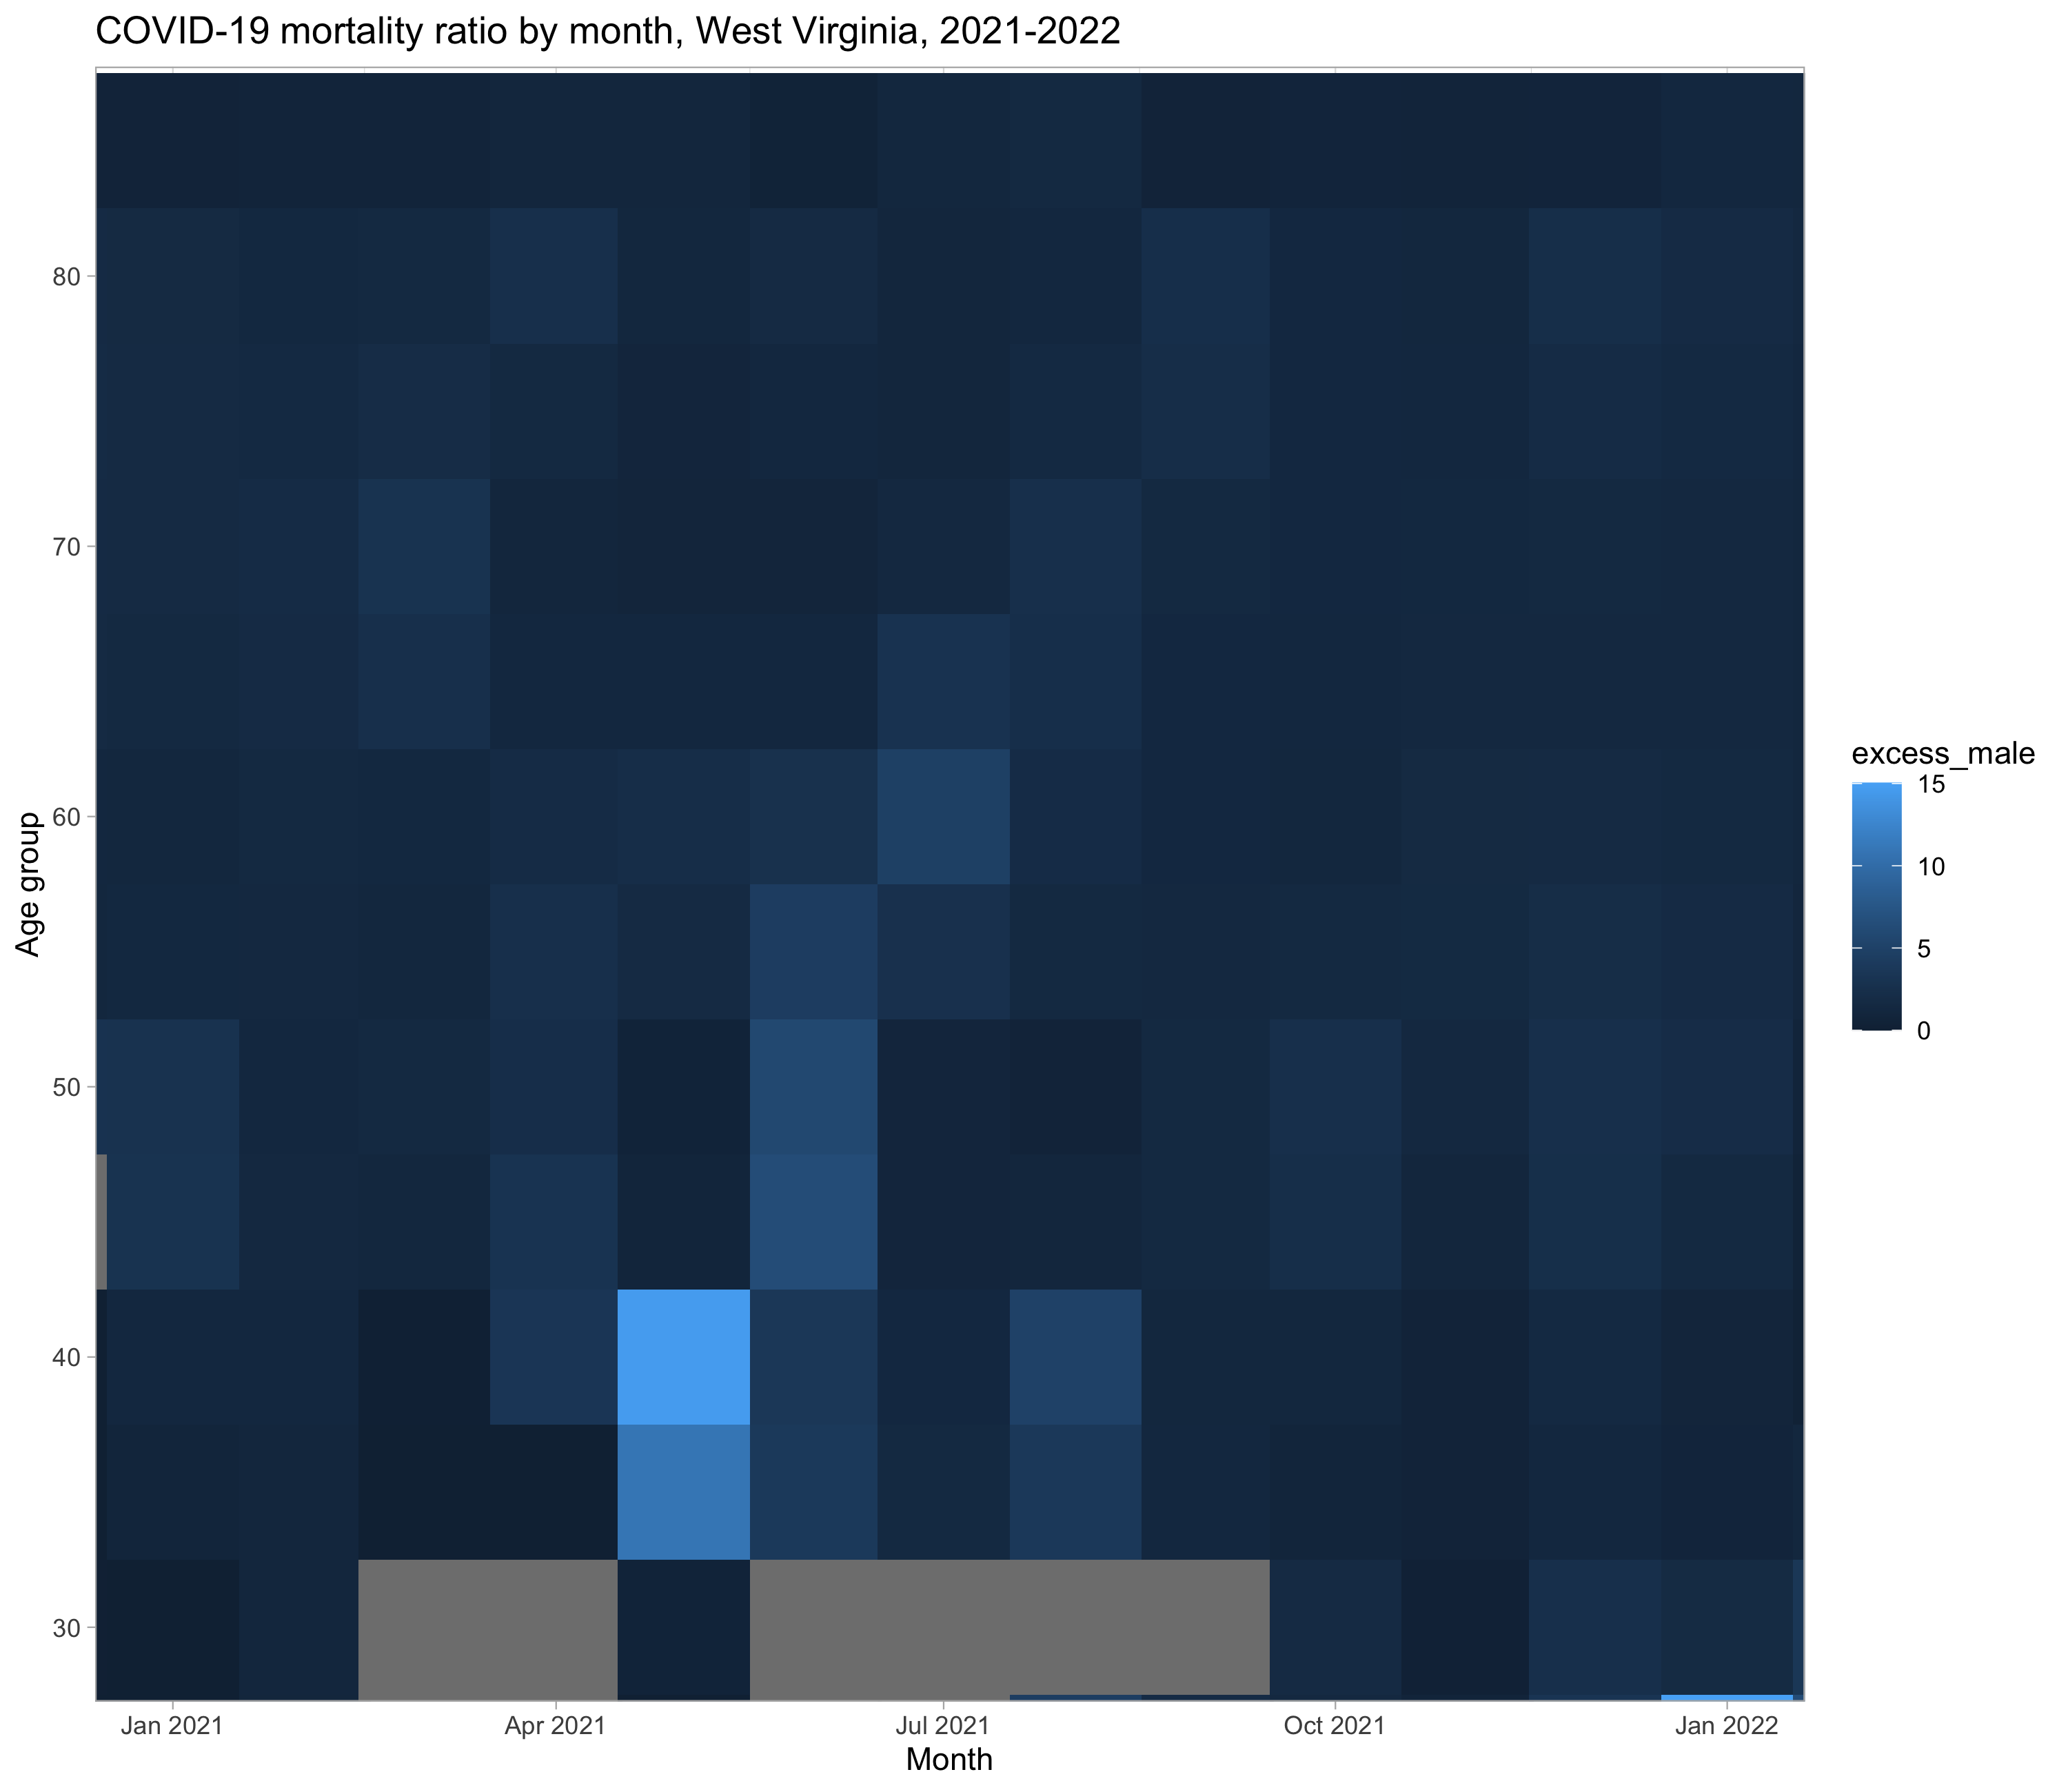 COVID-19 mortality ratio by month, West Virginia, 2021-2022
80
70
60
50
40
30
Age group
Jan 2021
Apr 2021
Jul 2021
Oct 2021
Jan 2022
Month
excess_male
15
10
5
0